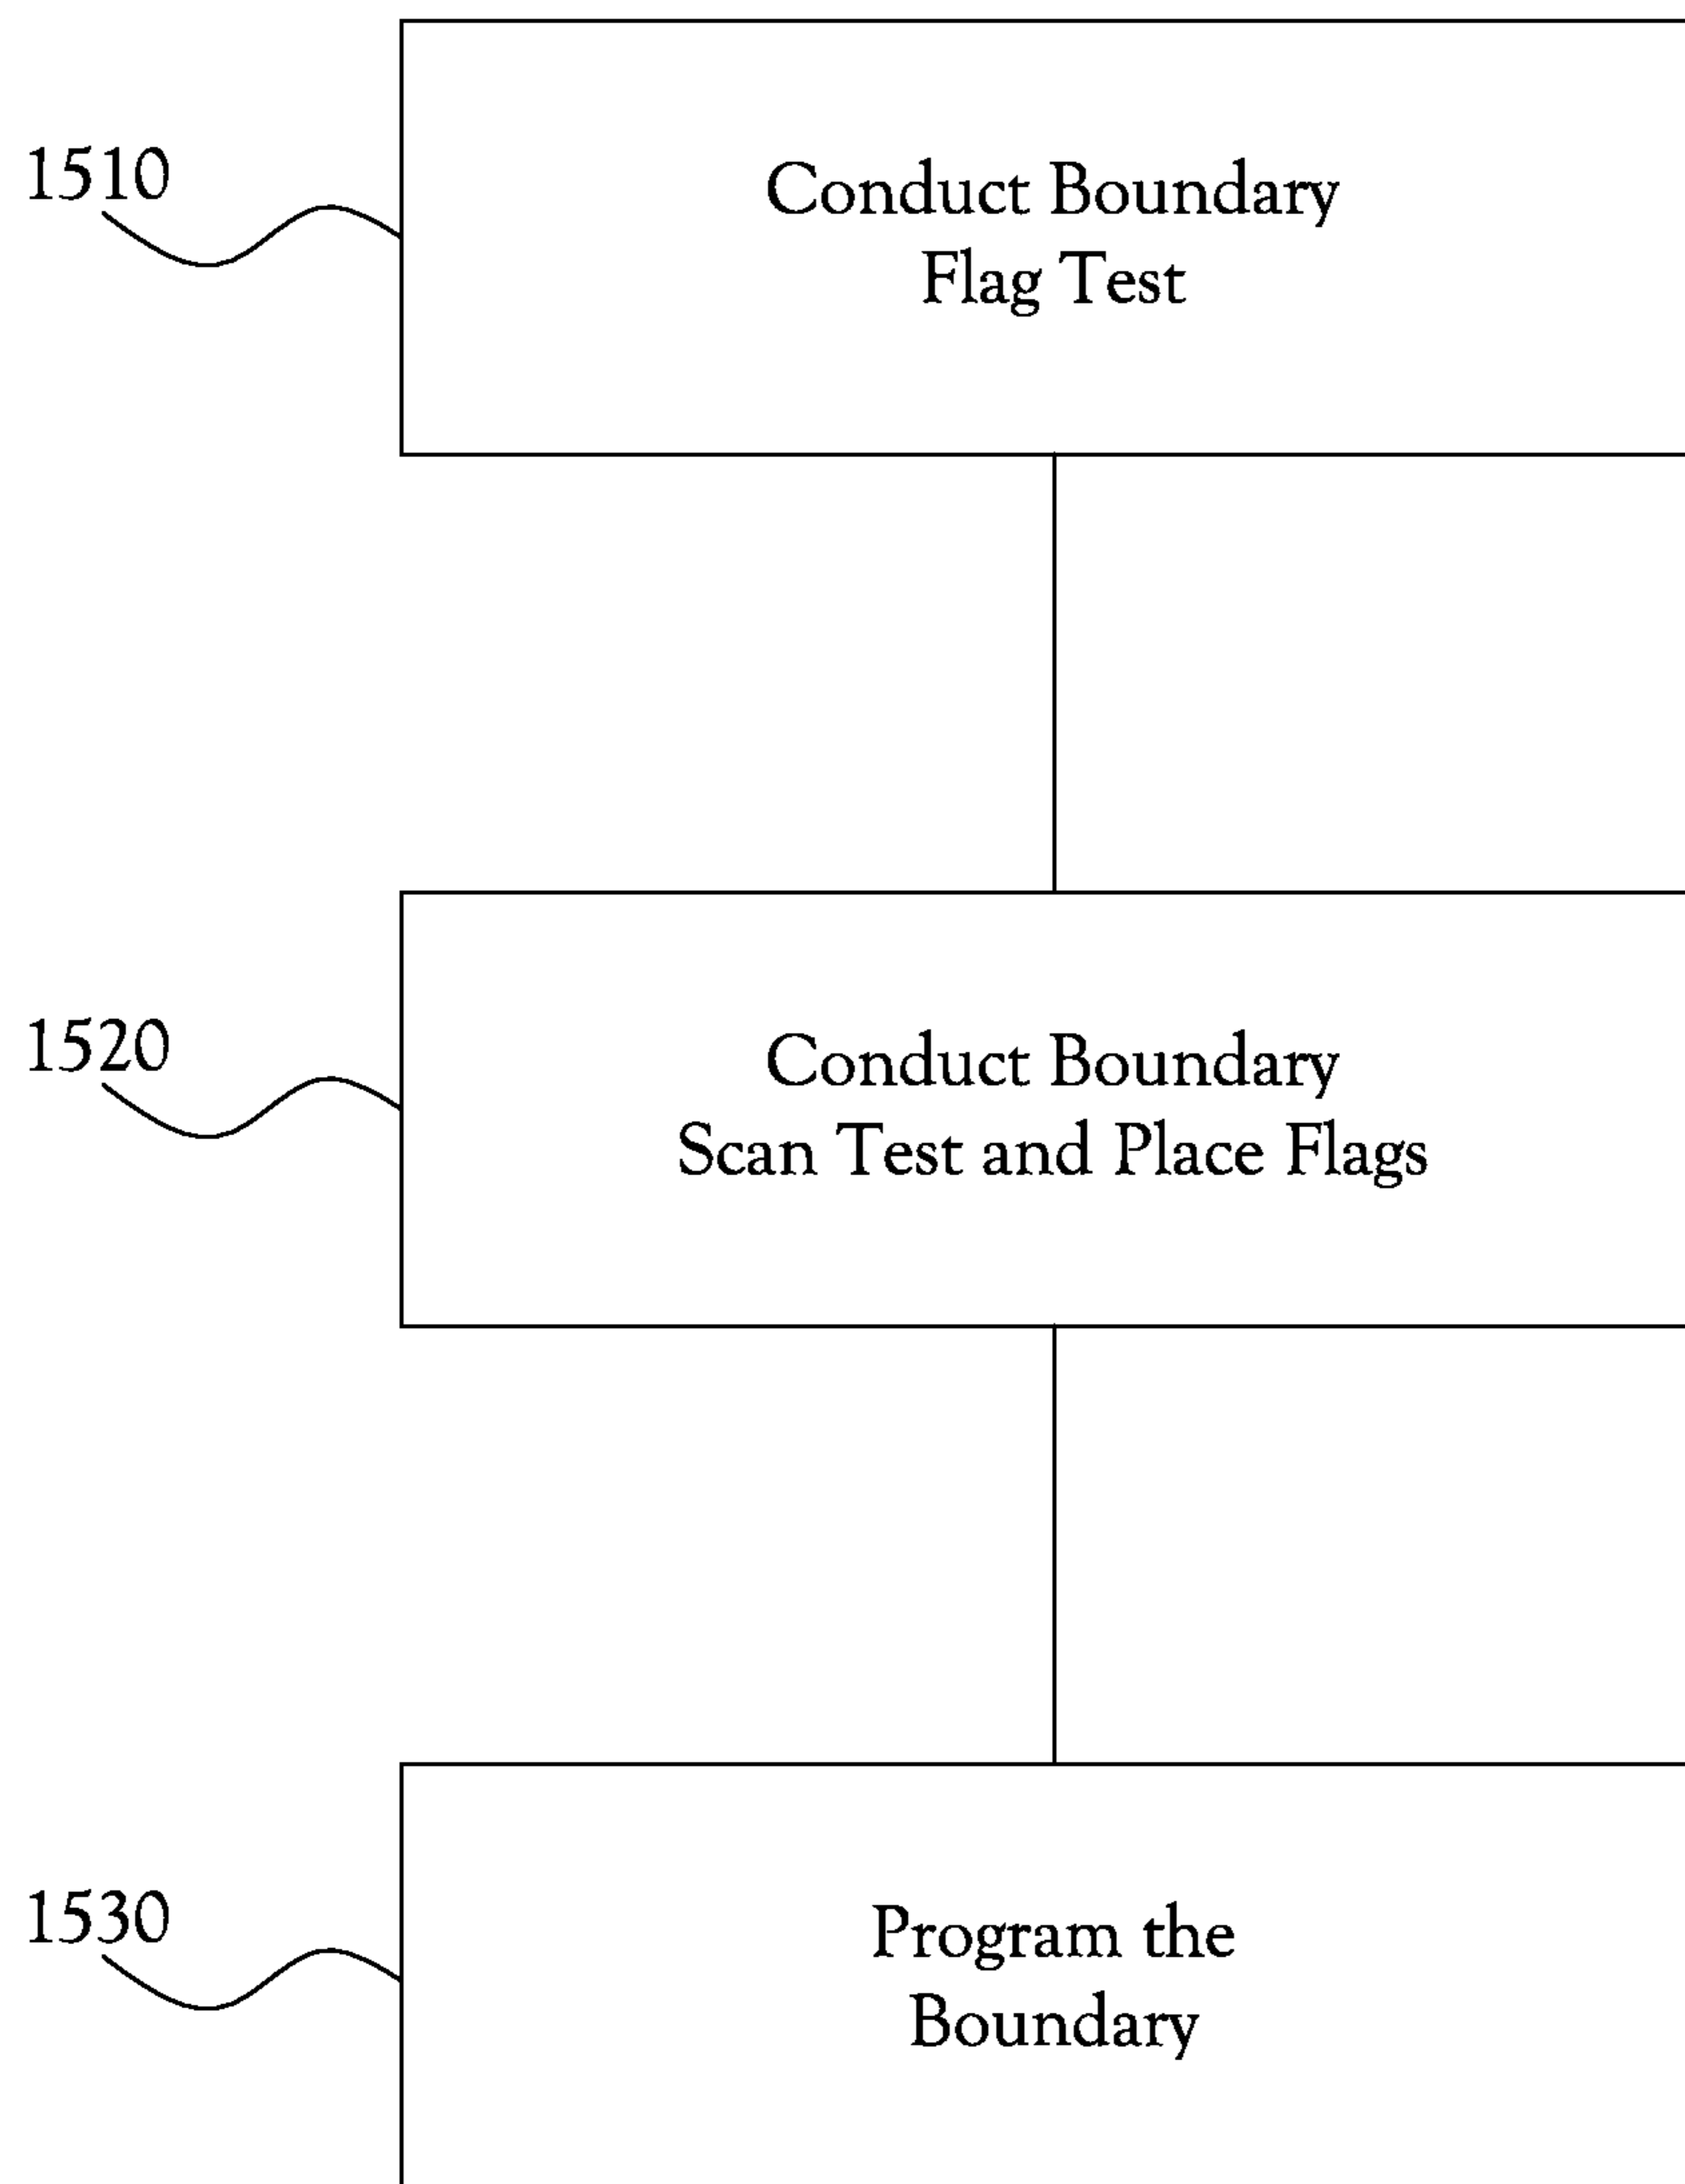 1510
Conduct Boundary
Flag Test
1520
Conduct Boundary
Scan Test and Place Flags
1530
Program the
Boundary